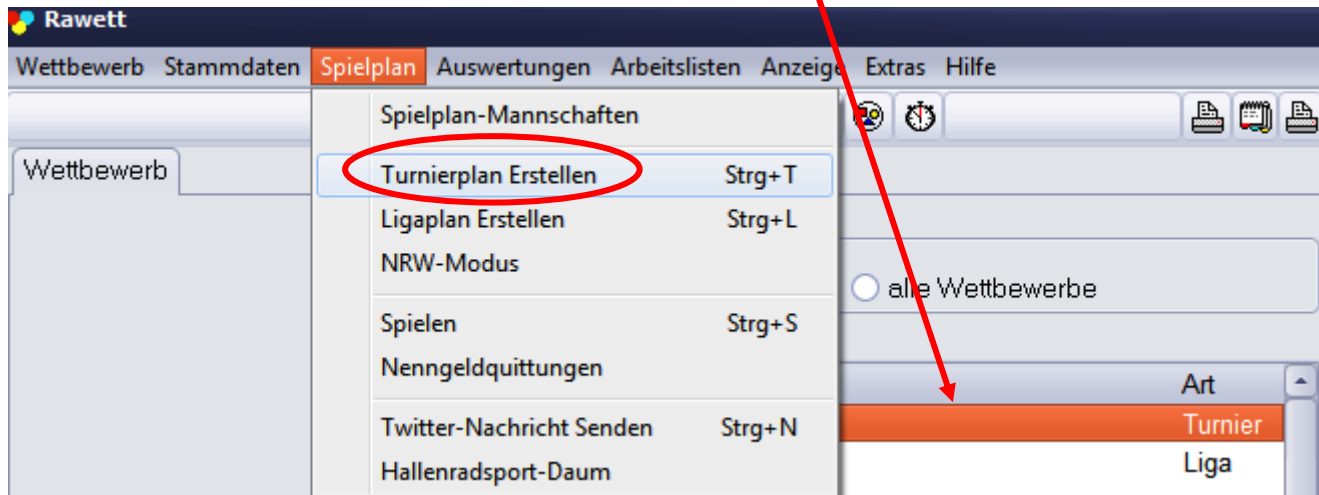 Rawett
Wettbewerb Stammdaten Spielplan Auswertungen Arbeitslisten Anzeige Extras Hilfe
Spielplan-Mannschaften
Wettbewerb
Turnierplan Erstellen Strg+T
Ligaplan Erstellen Strg+L
NRW-Modus
alle Wettbewerbe
Spielen Strg+S
Nenngeldquittungen
Art
Twitter-Nachricht Senden Strg+N
Turnier
Hallenradsport-Daum
Liga